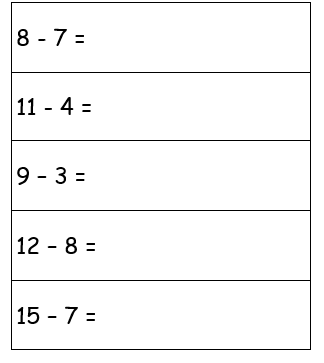 8 - 7 =
11 - 4 =
9 – 3 =
12 – 8 =
15 – 7 =